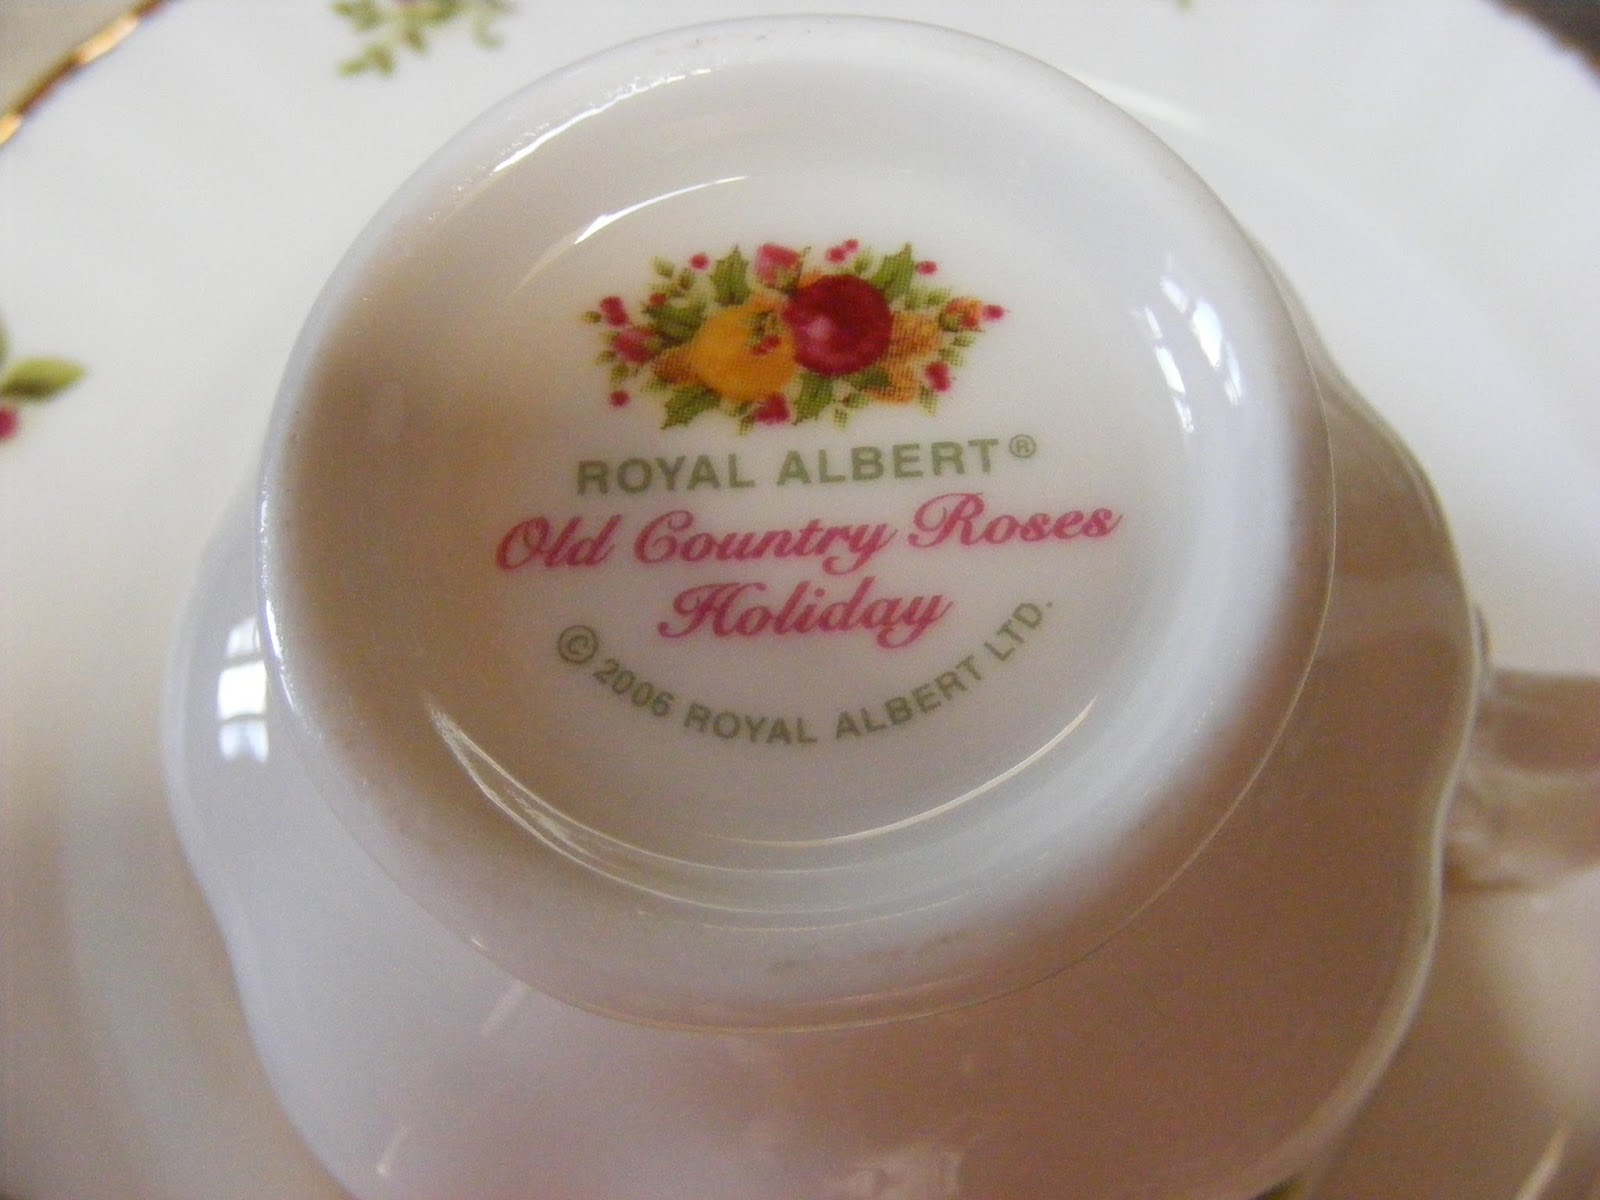 ROYAL ALBERT®
Old Country Roses
Holiday
© 2006 ROYAL ALBERT LTD.